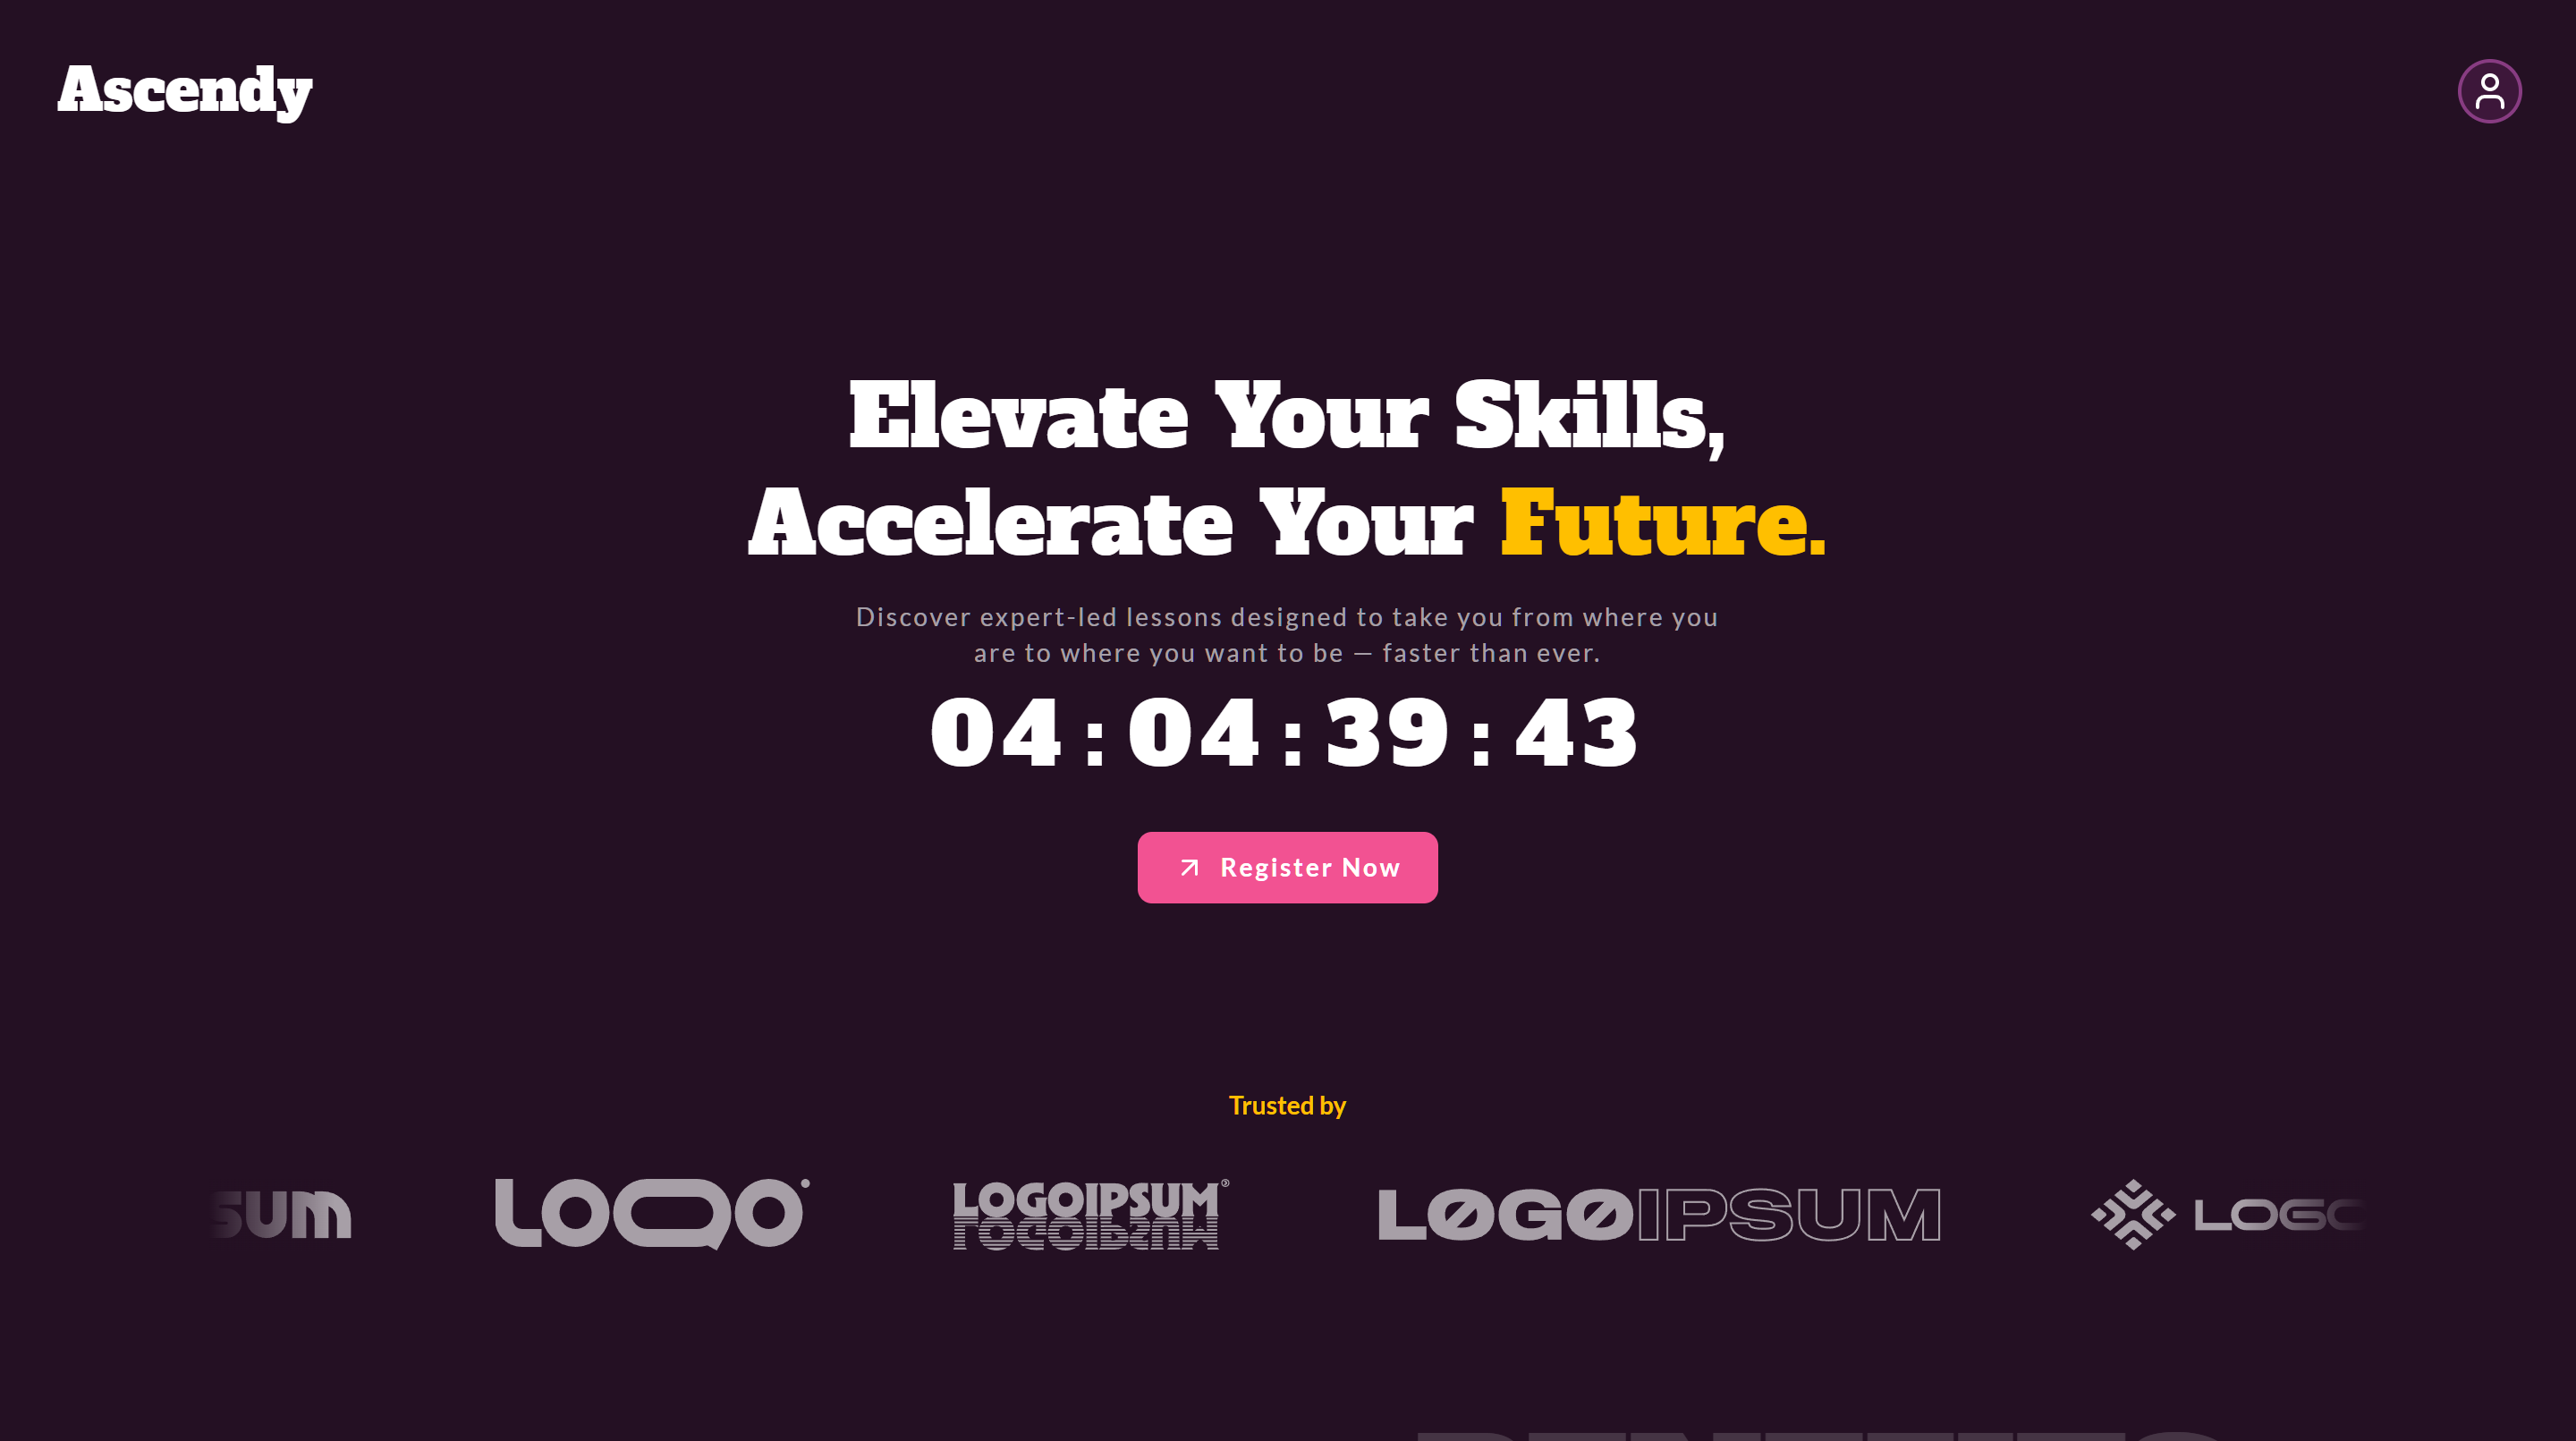 Ascendy
Elevate Your Skills,
Accelerate Your Future.
Discover expert-led lessons designed to take you from where you
are to where you want to be — faster than ever.
04 : 04 : 39 : 43
Register Now
Trusted by
SUM
LOQO
LOGOIPSUM®
LØGØIPSUM
LOGO